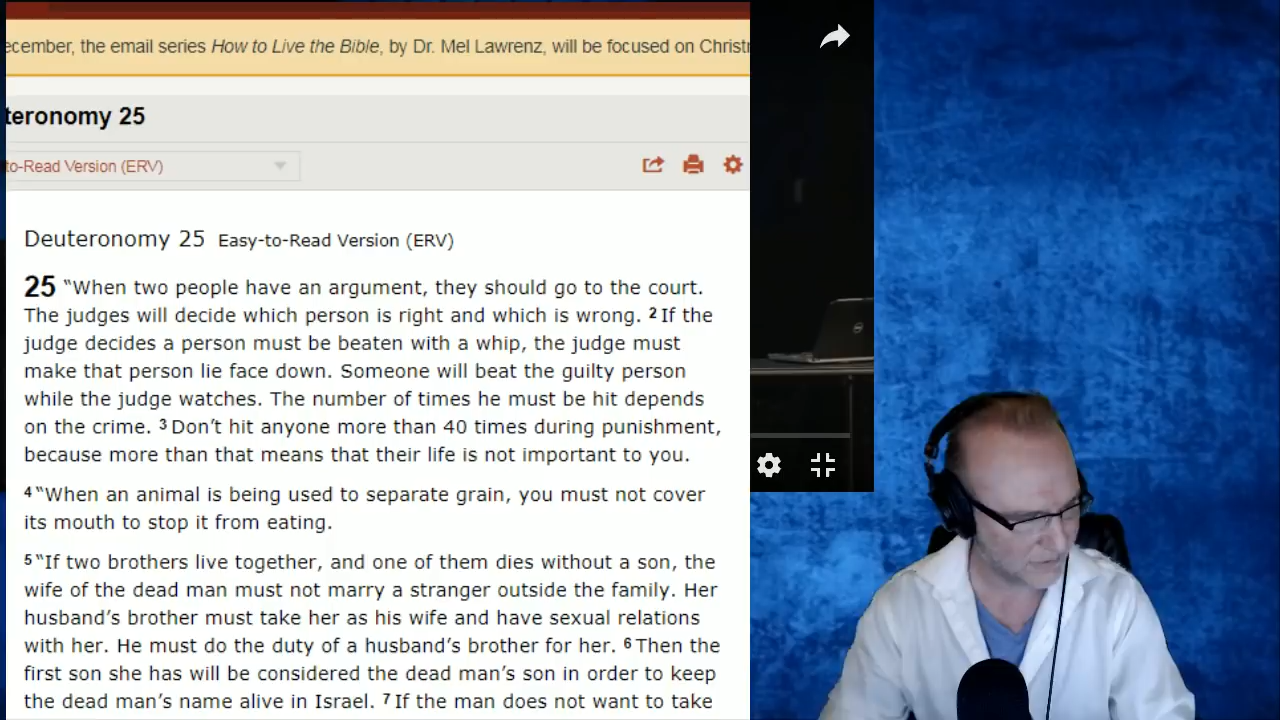 ecember, the email series How to Live the Bible, by Dr. Mel Lawrenz, will be focused on Christ
teronomy 25
to-Read Version (ERV)
Deuteronomy 25 Easy-to-Read Version (ERV)
25 “When two people have an argument, they should go to the court.
The judges will decide which person is right and which is wrong. 2 If the
judge decides a person must be beaten with a whip, the judge must
make that person lie face down. Someone will beat the guilty person
while the judge watches. The number of times he must be hit depends
on the crime. 3 Don’t hit anyone more than 40 times during punishment,
because more than that means that their life is not important to you.
4 “When an animal is being used to separate grain, you must not cover
its mouth to stop it from eating.
5 “If two brothers live together, and one of them dies without a son, the
wife of the dead man must not marry a stranger outside the family. Her
husband’s brother must take her as his wife and have sexual relations
with her. He must do the duty of a husband’s brother for her. 6 Then the
first son she has will be considered the dead man’s son in order to keep
the dead man’s name alive in Israel. 7 If the man does not want to take